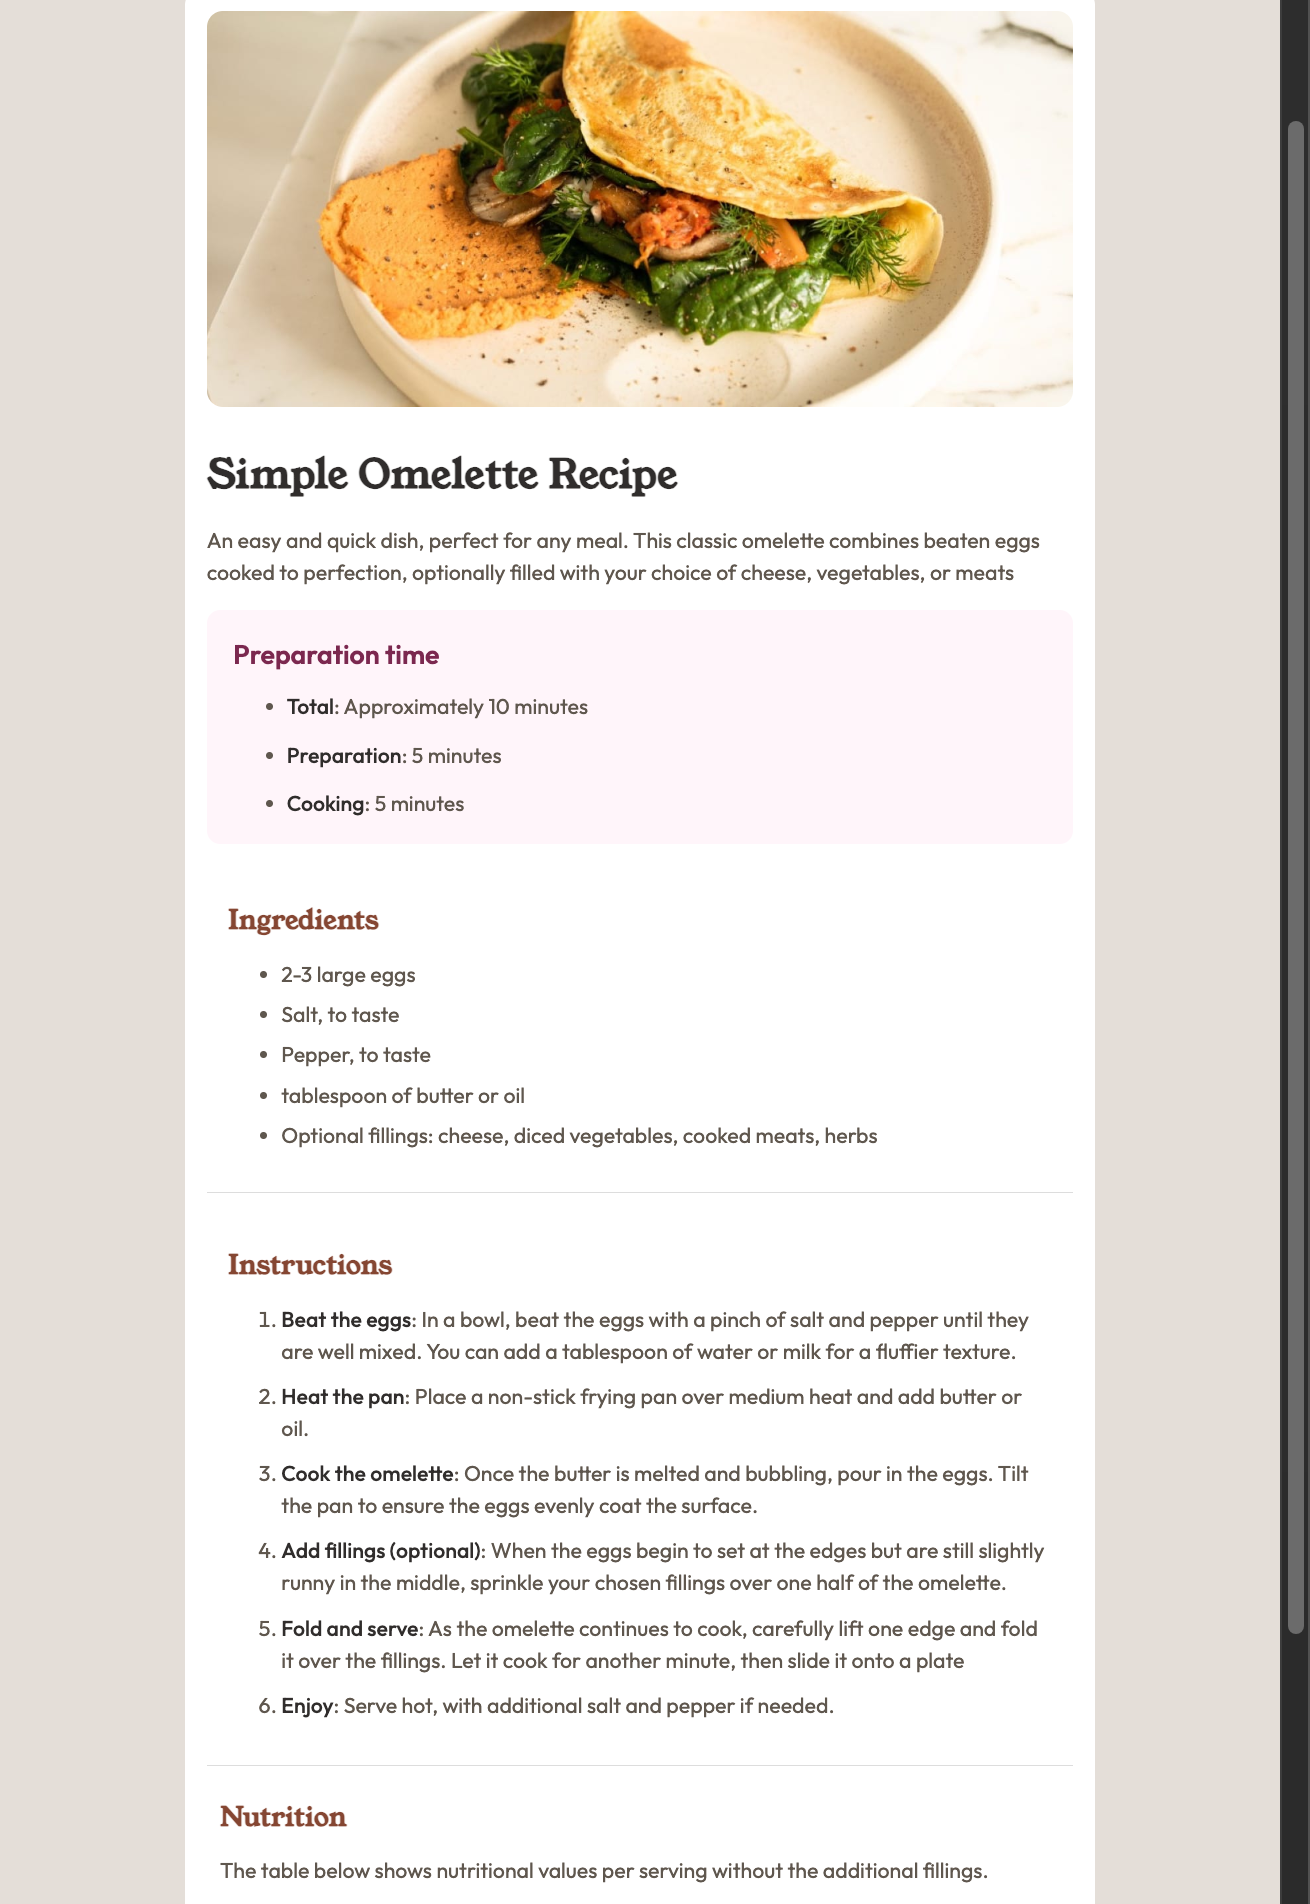 Simple Omelette Recipe
An easy and quick dish, perfect for any meal. This classic omelette combines beaten eggs
cooked to perfection, optionally filled with your choice of cheese, vegetables, or meats
Preparation time
• Total: Approximately 10 minutes
• Preparation: 5 minutes
• Cooking: 5 minutes
Ingredients
• 2-3 large eggs
• Salt, to taste
• Pepper, to taste
• tablespoon of butter or oil
• Optional fillings: cheese, diced vegetables, cooked meats, herbs
Instructions
1. Beat the eggs: In a bowl, beat the eggs with a pinch of salt and pepper until they
are well mixed. You can add a tablespoon of water or milk for a fluffier texture.
2. Heat the pan: Place a non-stick frying pan over medium heat and add butter or
oil.
3. Cook the omelette: Once the butter is melted and bubbling, pour in the eggs. Tilt
the pan to ensure the eggs evenly coat the surface.
4. Add fillings (optional): When the eggs begin to set at the edges but are still slightly
runny in the middle, sprinkle your chosen fillings over one half of the omelette.
5. Fold and serve: As the omelette continues to cook, carefully lift one edge and fold
it over the fillings. Let it cook for another minute, then slide it onto a plate
6. Enjoy: Serve hot, with additional salt and pepper if needed.
Nutrition
The table below shows nutritional values per serving without the additional fillings.